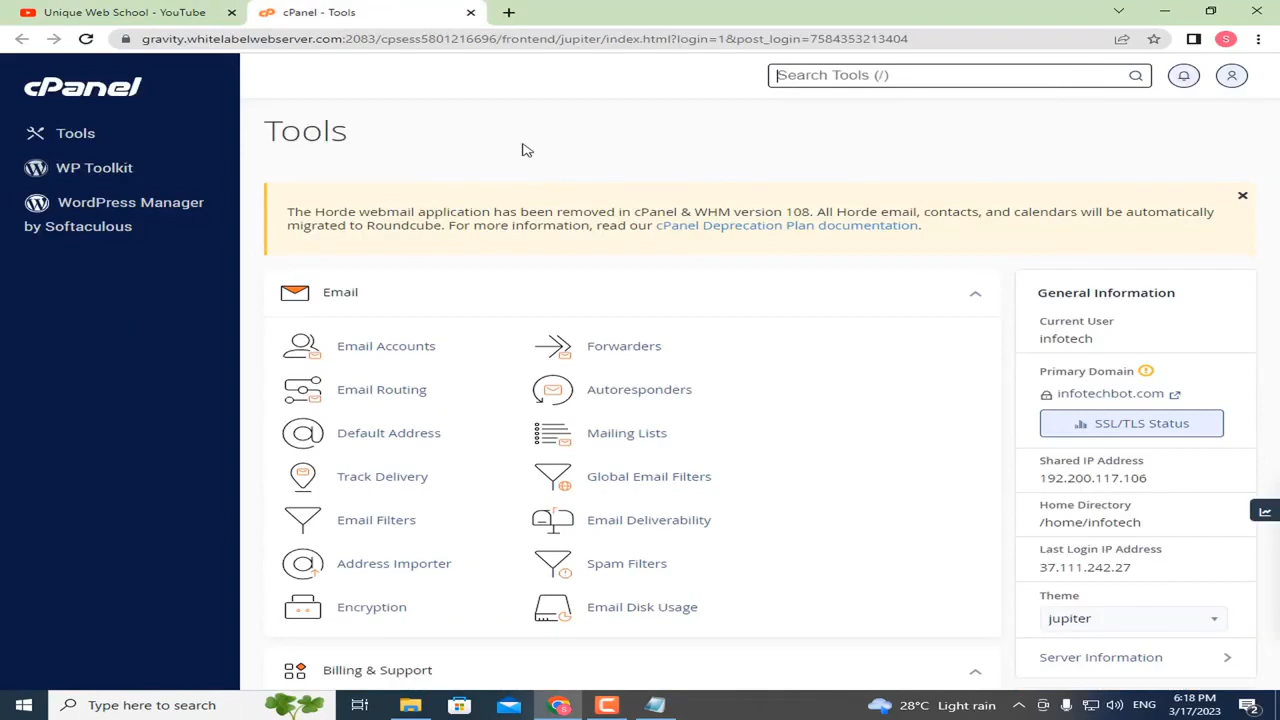 Unique Web School - YouTube
cPanel - Tools
gravity.whitelabelwebserver.com:2083/cpsess5801216696/frontend/jupiter/index.html?login=1&post_login=7584353213404
S
cPanel
Search Tools (/)
Tools
WP Toolkit
WordPress Manager
by Softaculous
Tools
The Horde webmail application has been removed in cPanel & WHM version 108. All Horde email, contacts, and calendars will be automatically
migrated to Roundcube. For more information, read our cPanel Deprecation Plan documentation.
Email
Email Accounts
Forwarders
Email Routing
Autoresponders
Default Address
Mailing Lists
Track Delivery
Global Email Filters
Email Filters
Email Deliverability
Address Importer
Spam Filters
Encryption
Email Disk Usage
Billing & Support
General Information
Current User
infotech
Primary Domain
infotechbot.com
SSL/TLS Status
Shared IP Address
192.200.117.106
Home Directory
/home/infotech
Last Login IP Address
37.111.242.27
Theme
jupiter
Server Information
Type here to search
28°C Light rain
ENG
6:18 PM
3/17/2023
2